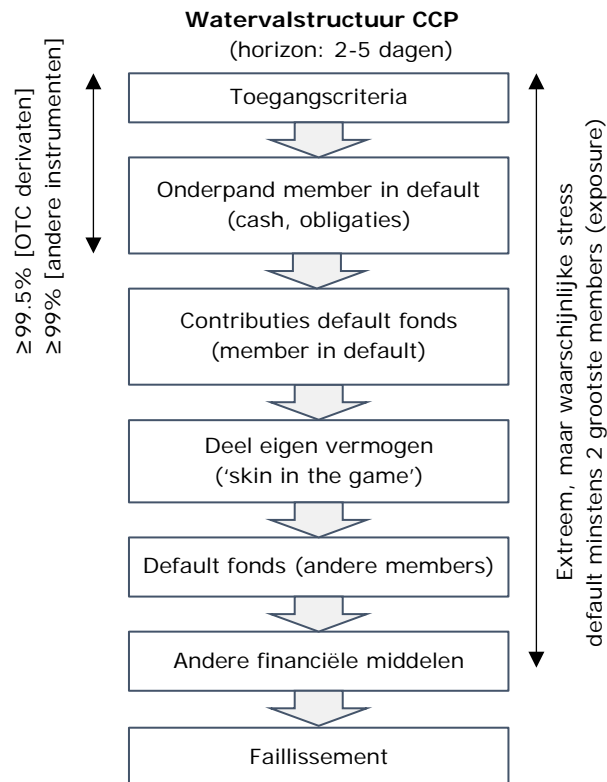 Watervalstructuur CCP
(horizon: 2-5 dagen)
Toegangscriteria
Onderpand member in default
(cash, obligaties)
Contributies default fonds
(member in default)
Deel eigen vermogen
(‘skin in the game’)
Default fonds (andere members)
Andere financiële middelen
Faillissement
≥99.5% [OTC derivaten]
≥99% [andere instrumenten]
Extreem, maar waarschijnlijke stress
default minstens 2 grootste members (exposure)